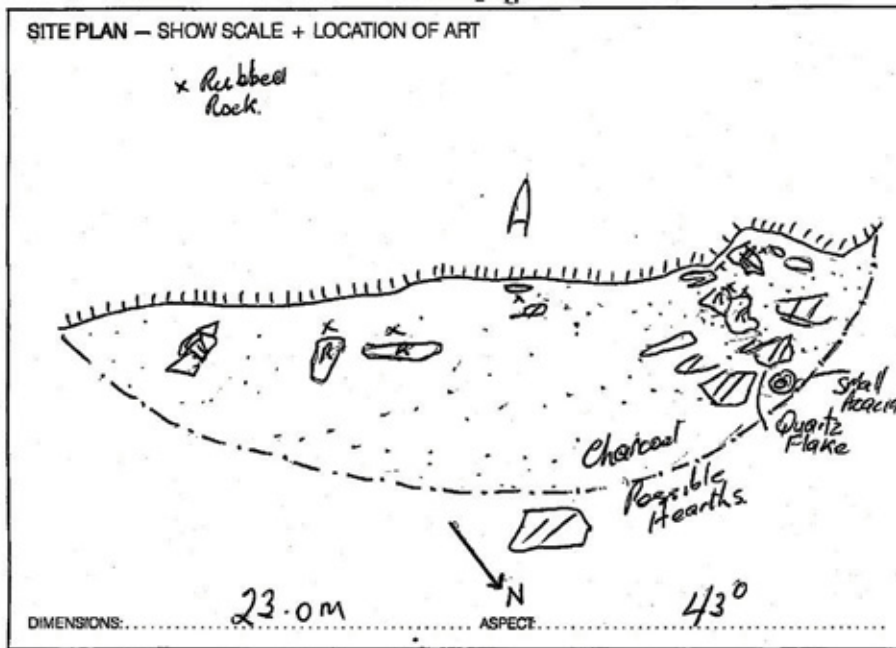 SITE PLAN – SHOW SCALE + LOCATION OF ART
x Rubbed
Rock.
A
x
x
R
R
R
Small
Acacia
Quartz
Flake
Charcoal
Possible
Hearths.
N
DIMENSIONS: 23.0m ASPECT: 43°